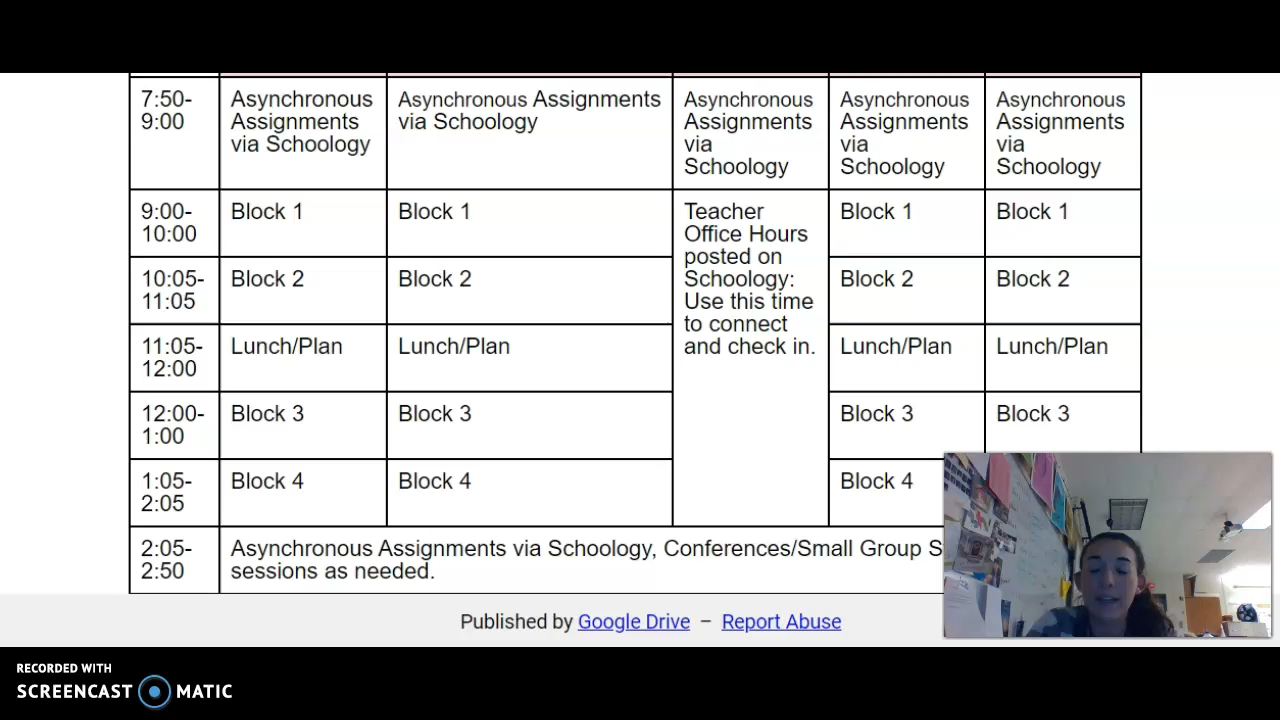 7:50-
9:00
Asynchronous
Assignments
via Schoology
Asynchronous Assignments
via Schoology
Asynchronous
Assignments
via
Schoology
Asynchronous
Assignments
via
Schoology
Asynchronous
Assignments
via
Schoology
9:00-
10:00
Block 1
Block 1
Teacher
Office Hours
posted on
Schoology:
Use this time
to connect
and check in.
Block 1
Block 1
10:05-
11:05
Block 2
Block 2
Block 2
Block 2
11:05-
12:00
Lunch/Plan
Lunch/Plan
Lunch/Plan
Lunch/Plan
12:00-
1:00
Block 3
Block 3
Block 3
Block 3
1:05-
2:05
Block 4
Block 4
Block 4
2:05-
2:50
Asynchronous Assignments via Schoology, Conferences/Small Group S
sessions as needed.
Published by Google Drive – Report Abuse
RECORDED WITH
SCREENCAST MATIC